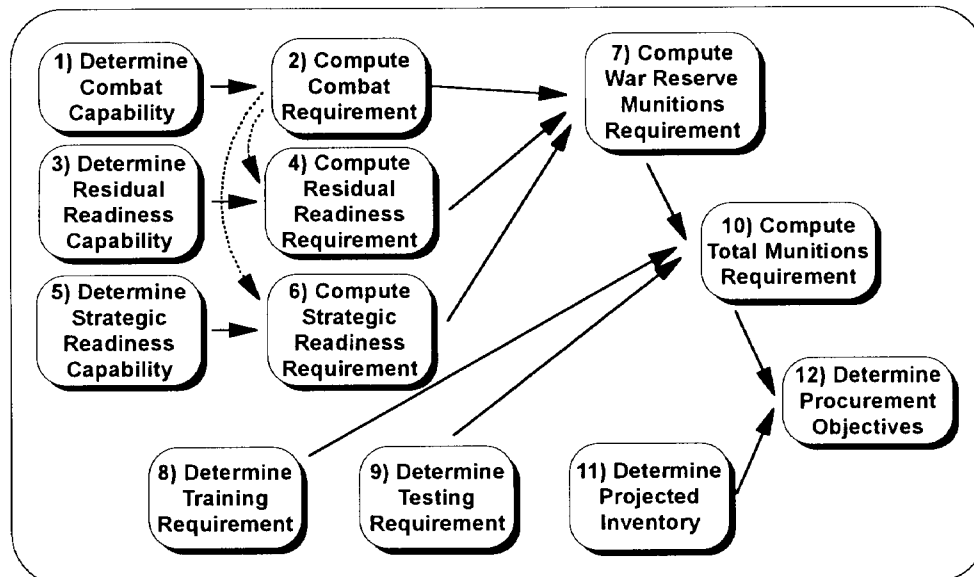 1) Determine
Combat
Capability
2) Compute
Combat
Requirement
3) Determine
Residual
Readiness
Capability
4) Compute
Residual
Readiness
Requirement
5) Determine
Strategic
Readiness
Capability
6) Compute
Strategic
Readiness
Requirement
7) Compute
War Reserve
Munitions
Requirement
8) Determine
Training
Requirement
9) Determine
Testing
Requirement
10) Compute
Total Munitions
Requirement
11) Determine
Projected
Inventory
12) Determine
Procurement
Objectives